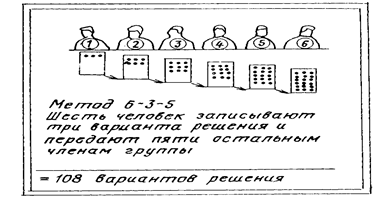 1 2 3 4 5 6
Метод 6-3-5
Шесть человек записывают
три варианта решения и
передают пяти остальным
членам группы
= 108 вариантов решения